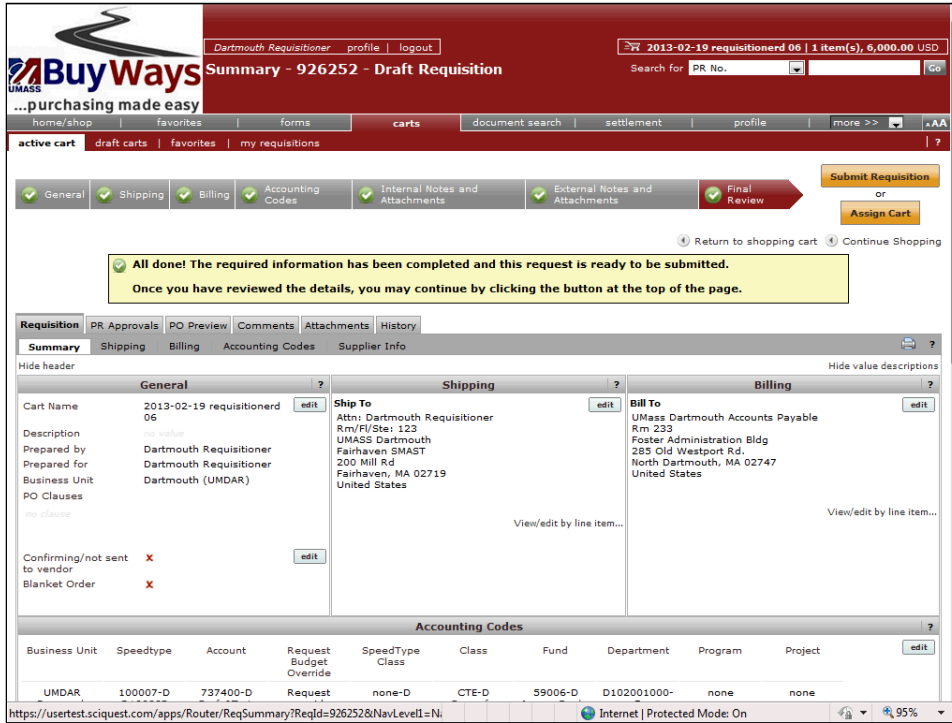 Dartmouth Requisitioner profile | logout
2013-02-19 requisitionerd 06 | 1 item(s), 6,000.00 USD
UMASS
BuyWays
...purchasing made easy
Summary - 926252 - Draft Requisition
Search for PR No. Go
home/shop | favorites | forms carts document search | settlement | profile | more >> AAA
active cart draft carts | favorites | my requisitions | ?
General Shipping Billing Accounting Codes Internal Notes and Attachments External Notes and Attachments Final Review
Submit Requisition
or
Assign Cart
Return to shopping cart Continue Shopping
All done! The required information has been completed and this request is ready to be submitted.
Once you have reviewed the details, you may continue by clicking the button at the top of the page.
Requisition PR Approvals PO Preview Comments Attachments History
Summary Shipping Billing Accounting Codes Supplier Info ?
Hide header Hide value descriptions
General ?
Cart Name 2013-02-19 requisitionerd 06 edit
Description no value
Prepared by Dartmouth Requisitioner
Prepared for Dartmouth Requisitioner
Business Unit Dartmouth (UMDAR)
PO Clauses
no clause
Confirming/not sent to vendor x edit
Blanket Order x
Shipping ?
Ship To edit
Attn: Dartmouth Requisitioner
Rm/Fl/Ste: 123
UMASS Dartmouth
Fairhaven SMAST
200 Mill Rd
Fairhaven, MA 02719
United States
View/edit by line item...
Billing ?
Bill To edit
UMass Dartmouth Accounts Payable
Rm 233
Foster Administration Bldg
285 Old Westport Rd.
North Dartmouth, MA 02747
United States
View/edit by line item...
Accounting Codes ?
Business Unit Speedtype Account Request Budget Override SpeedType Class Class Fund Department Program Project edit
UMDAR 100007-D 737400-D Request none-D CTE-D 59006-D D102001000- none none
https://usertest.sciquest.com/apps/Router/ReqSummary?ReqId=926252&NavLevel1=Na Internet | Protected Mode: On 95%